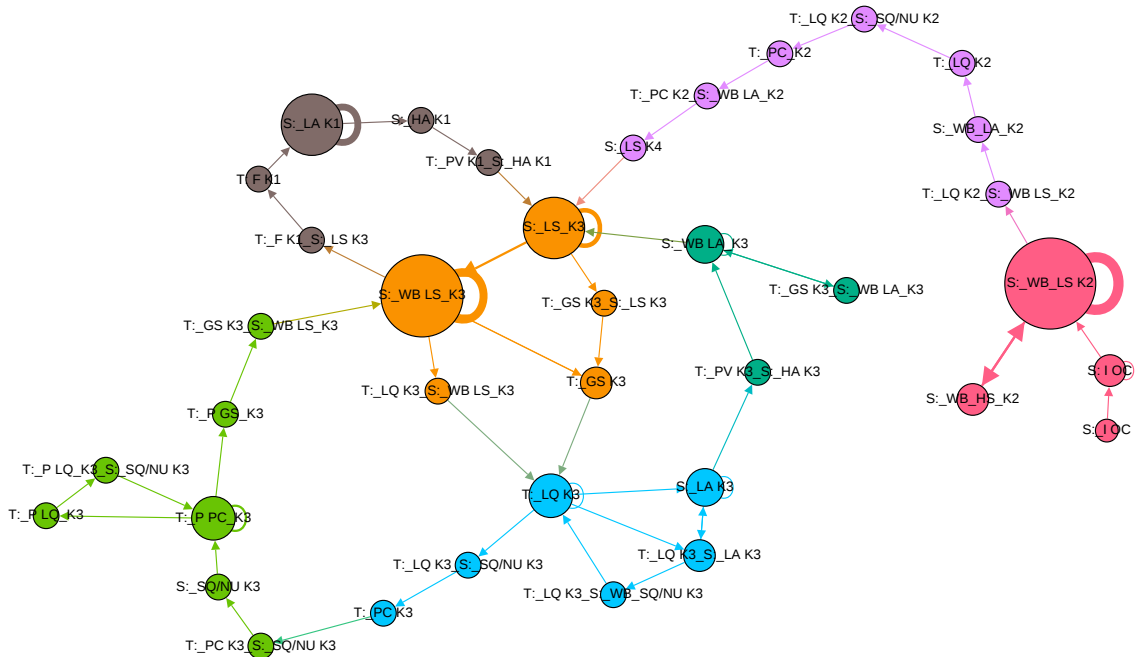 T:_LQ K2_S:_SQ/NU K2
T:_PC_K2
T:_LQ K2
T:_PC K2_S:_WB LA_K2
S:_LA K1
S:_HA K1
S:_WB_LA_K2
S:_LS K4
T:_PV K1_S:_HA K1
T:_F K1
T:_LQ K2_S:_WB LS_K2
S:_LS_K3
T:_F K1_S:_LS K3
S:_WB LA_K3
S:_WB_LS K2
T:_GS K3_S:_WB LA_K3
S:_WB LS_K3
T:_GS K3_S:_LS K3
T:_GS K3_S:_WB LS_K3
T:_PV K3_S:_HA K3
S:_I OC
T:_GS K3
T:_LQ K3_S:_WB LS_K3
S:_WB_HS_K2
T:_P GS_K3
S:_I OC
T:_P LQ_K3_S:_SQ/NU K3
S:_LA K3
T:_LQ K3
T:_P LQ_K3
T:_P PC_K3
T:_LQ K3_S:_LA K3
T:_LQ K3_S:_SQ/NU K3
S:_SQ/NU K3
T:_LQ K3_S:_WB_SQ/NU K3
T:_PC K3
T:_PC K3_S:_SQ/NU K3